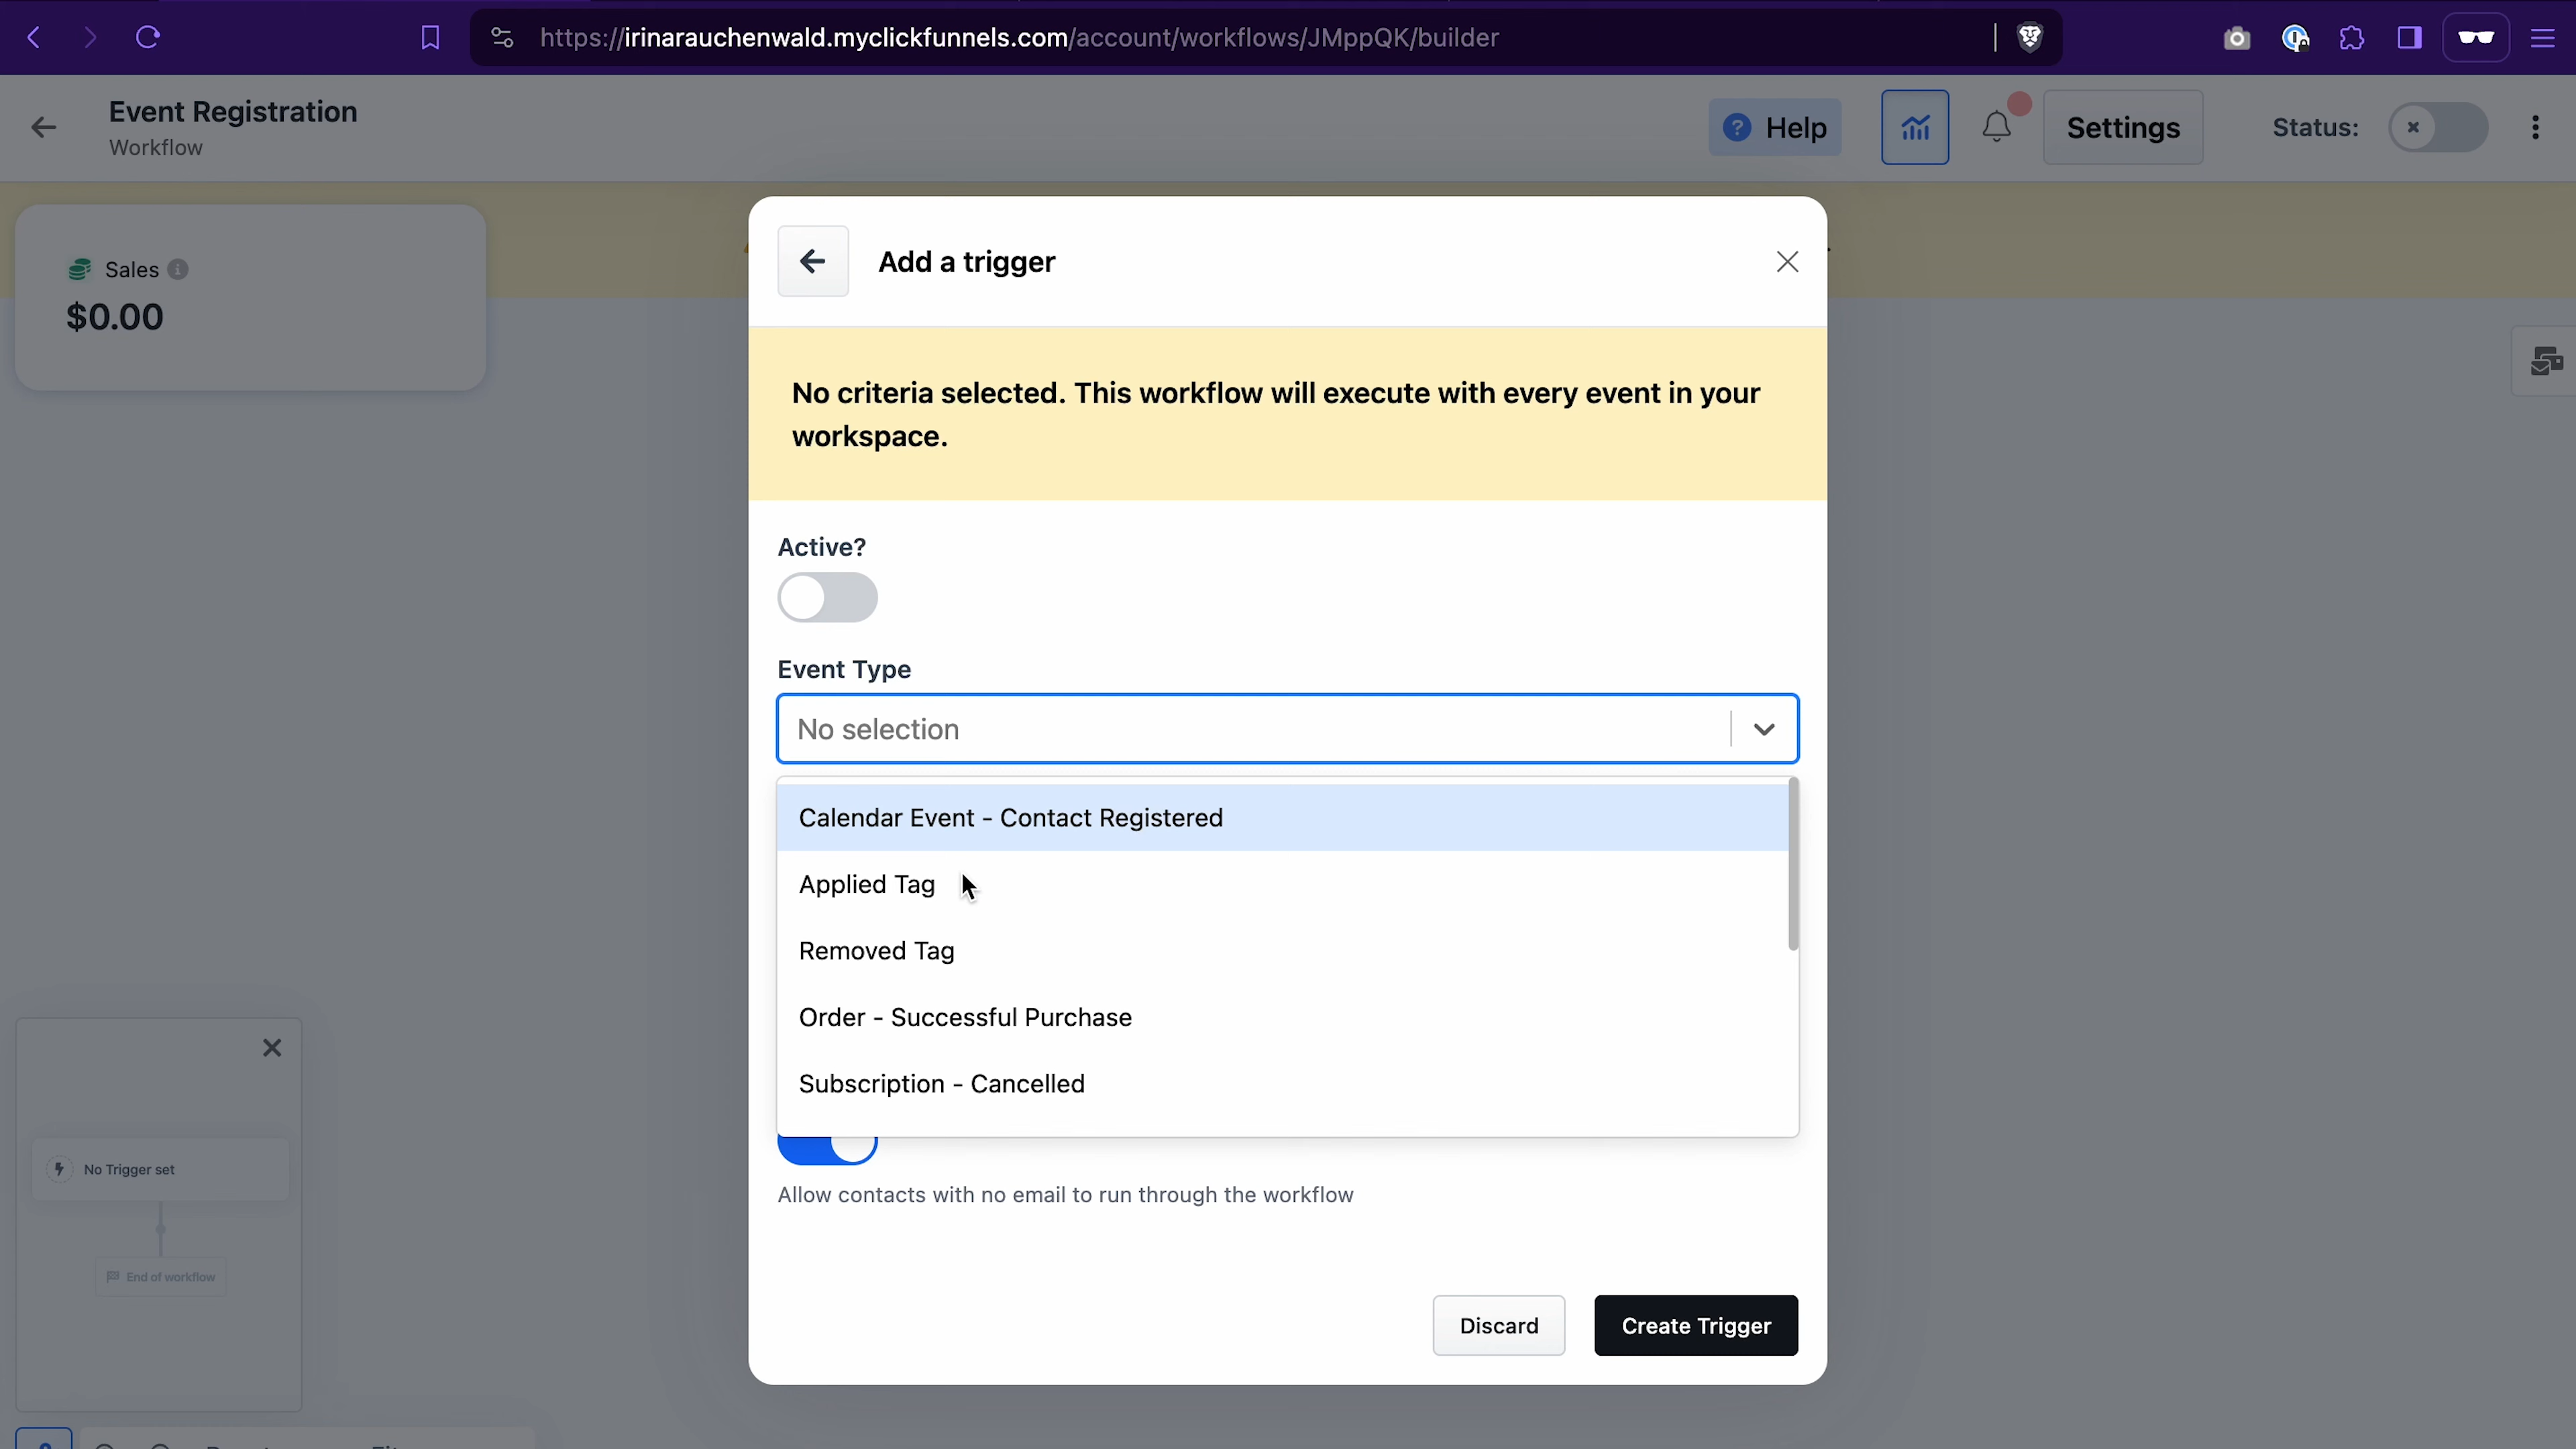 https://irinarauchenwald.myclickfunnels.com/account/workflows/JMppQK/builder
Event Registration
Workflow
Help
Settings
Status:
Sales
$0.00
Add a trigger
No criteria selected. This workflow will execute with every event in your
workspace.
Active?
Event Type
No selection
Calendar Event - Contact Registered
Applied Tag
Removed Tag
Order - Successful Purchase
Subscription - Cancelled
Allow contacts with no email to run through the workflow
Discard
Create Trigger
No Trigger set
End of workflow